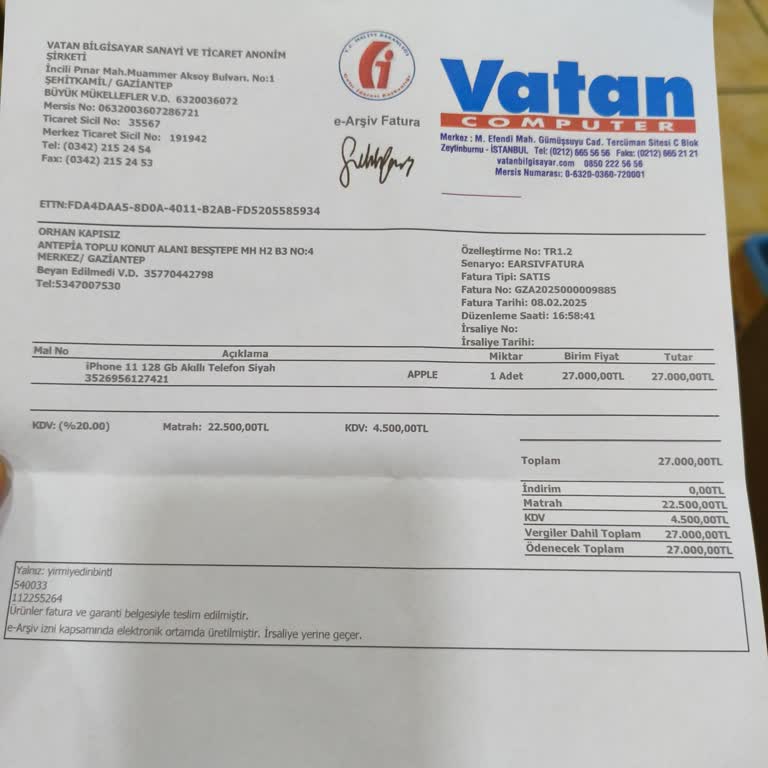 VATAN BİLGİSAYAR SANAYİ VE TİCARET ANONİM
ŞİRKETİ
İncili Pınar Mah.Muammer Aksoy Bulvarı. No:1
ŞEHİTKAMİL/ GAZİANTEP
BÜYÜK MÜKELLEFLER V.D. 6320036072
Mersis No: 0632003607286721
Ticaret Sicil No: 35567
Merkez Ticaret Sicil No: 191942
Tel: (0342) 215 24 54
Fax: (0342) 215 24 53
e-Arşiv Fatura
Vatan
COMPUTER
Merkez : M. Efendi Mah. Gümüşsuyu Cad. Tercüman Sitesi C Blok
Zeytinburnu - İSTANBUL Tel: (0212) 665 56 56 Faks: (0212) 665 21 21
vatanbilgisayar.com 0850 222 56 56
Mersis Numarası: 0-6320-0360-720001
ETTN:FDA4DAA5-8D0A-4011-B2AB-FD5205585934
ORHAN KAPISIZ
ANTEPİA TOPLU KONUT ALANI BESŞTEPE MH H2 B3 NO:4
MERKEZ/ GAZİANTEP
Beyan Edilmedi V.D. 35770442798
Tel:5347007530
Özelleştirme No: TR1.2
Senaryo: EARSIVFATURA
Fatura Tipi: SATIS
Fatura No: GZA2025000009885
Fatura Tarihi: 08.02.2025
Düzenleme Saati: 16:58:41
İrsaliye No:
İrsaliye Tarihi:
Mal No Açıklama Miktar Birim Fiyat Tutar
iPhone 11 128 Gb Akıllı Telefon Siyah
3526956127421 APPLE 1 Adet 27.000,00TL 27.000,00TL
KDV: (%20.00) Matrah: 22.500,00TL KDV: 4.500,00TL
Toplam 27.000,00TL
İndirim 0,00TL
Matrah 22.500,00TL
KDV 4.500,00TL
Vergiler Dahil Toplam 27.000,00TL
Ödenecek Toplam 27.000,00TL
Yalnız: yirmiyedinbintl
540033
112255264
Ürünler fatura ve garanti belgesiyle teslim edilmiştir.
e-Arşiv izni kapsamında elektronik ortamda üretilmiştir. İrsaliye yerine geçer.